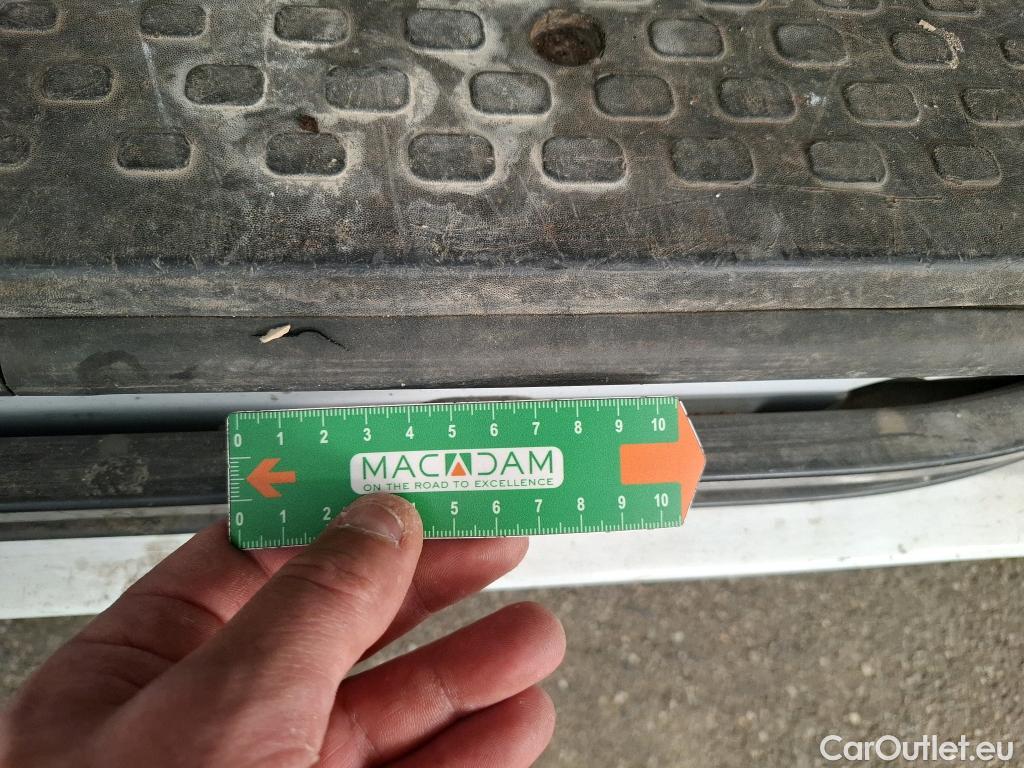 0 1 2 3 4 5 6 7 8 9 10
MACADAM
ON THE ROAD TO EXCELLENCE
0 1 2 5 6 7 8 9 10
CarOutlet.eu